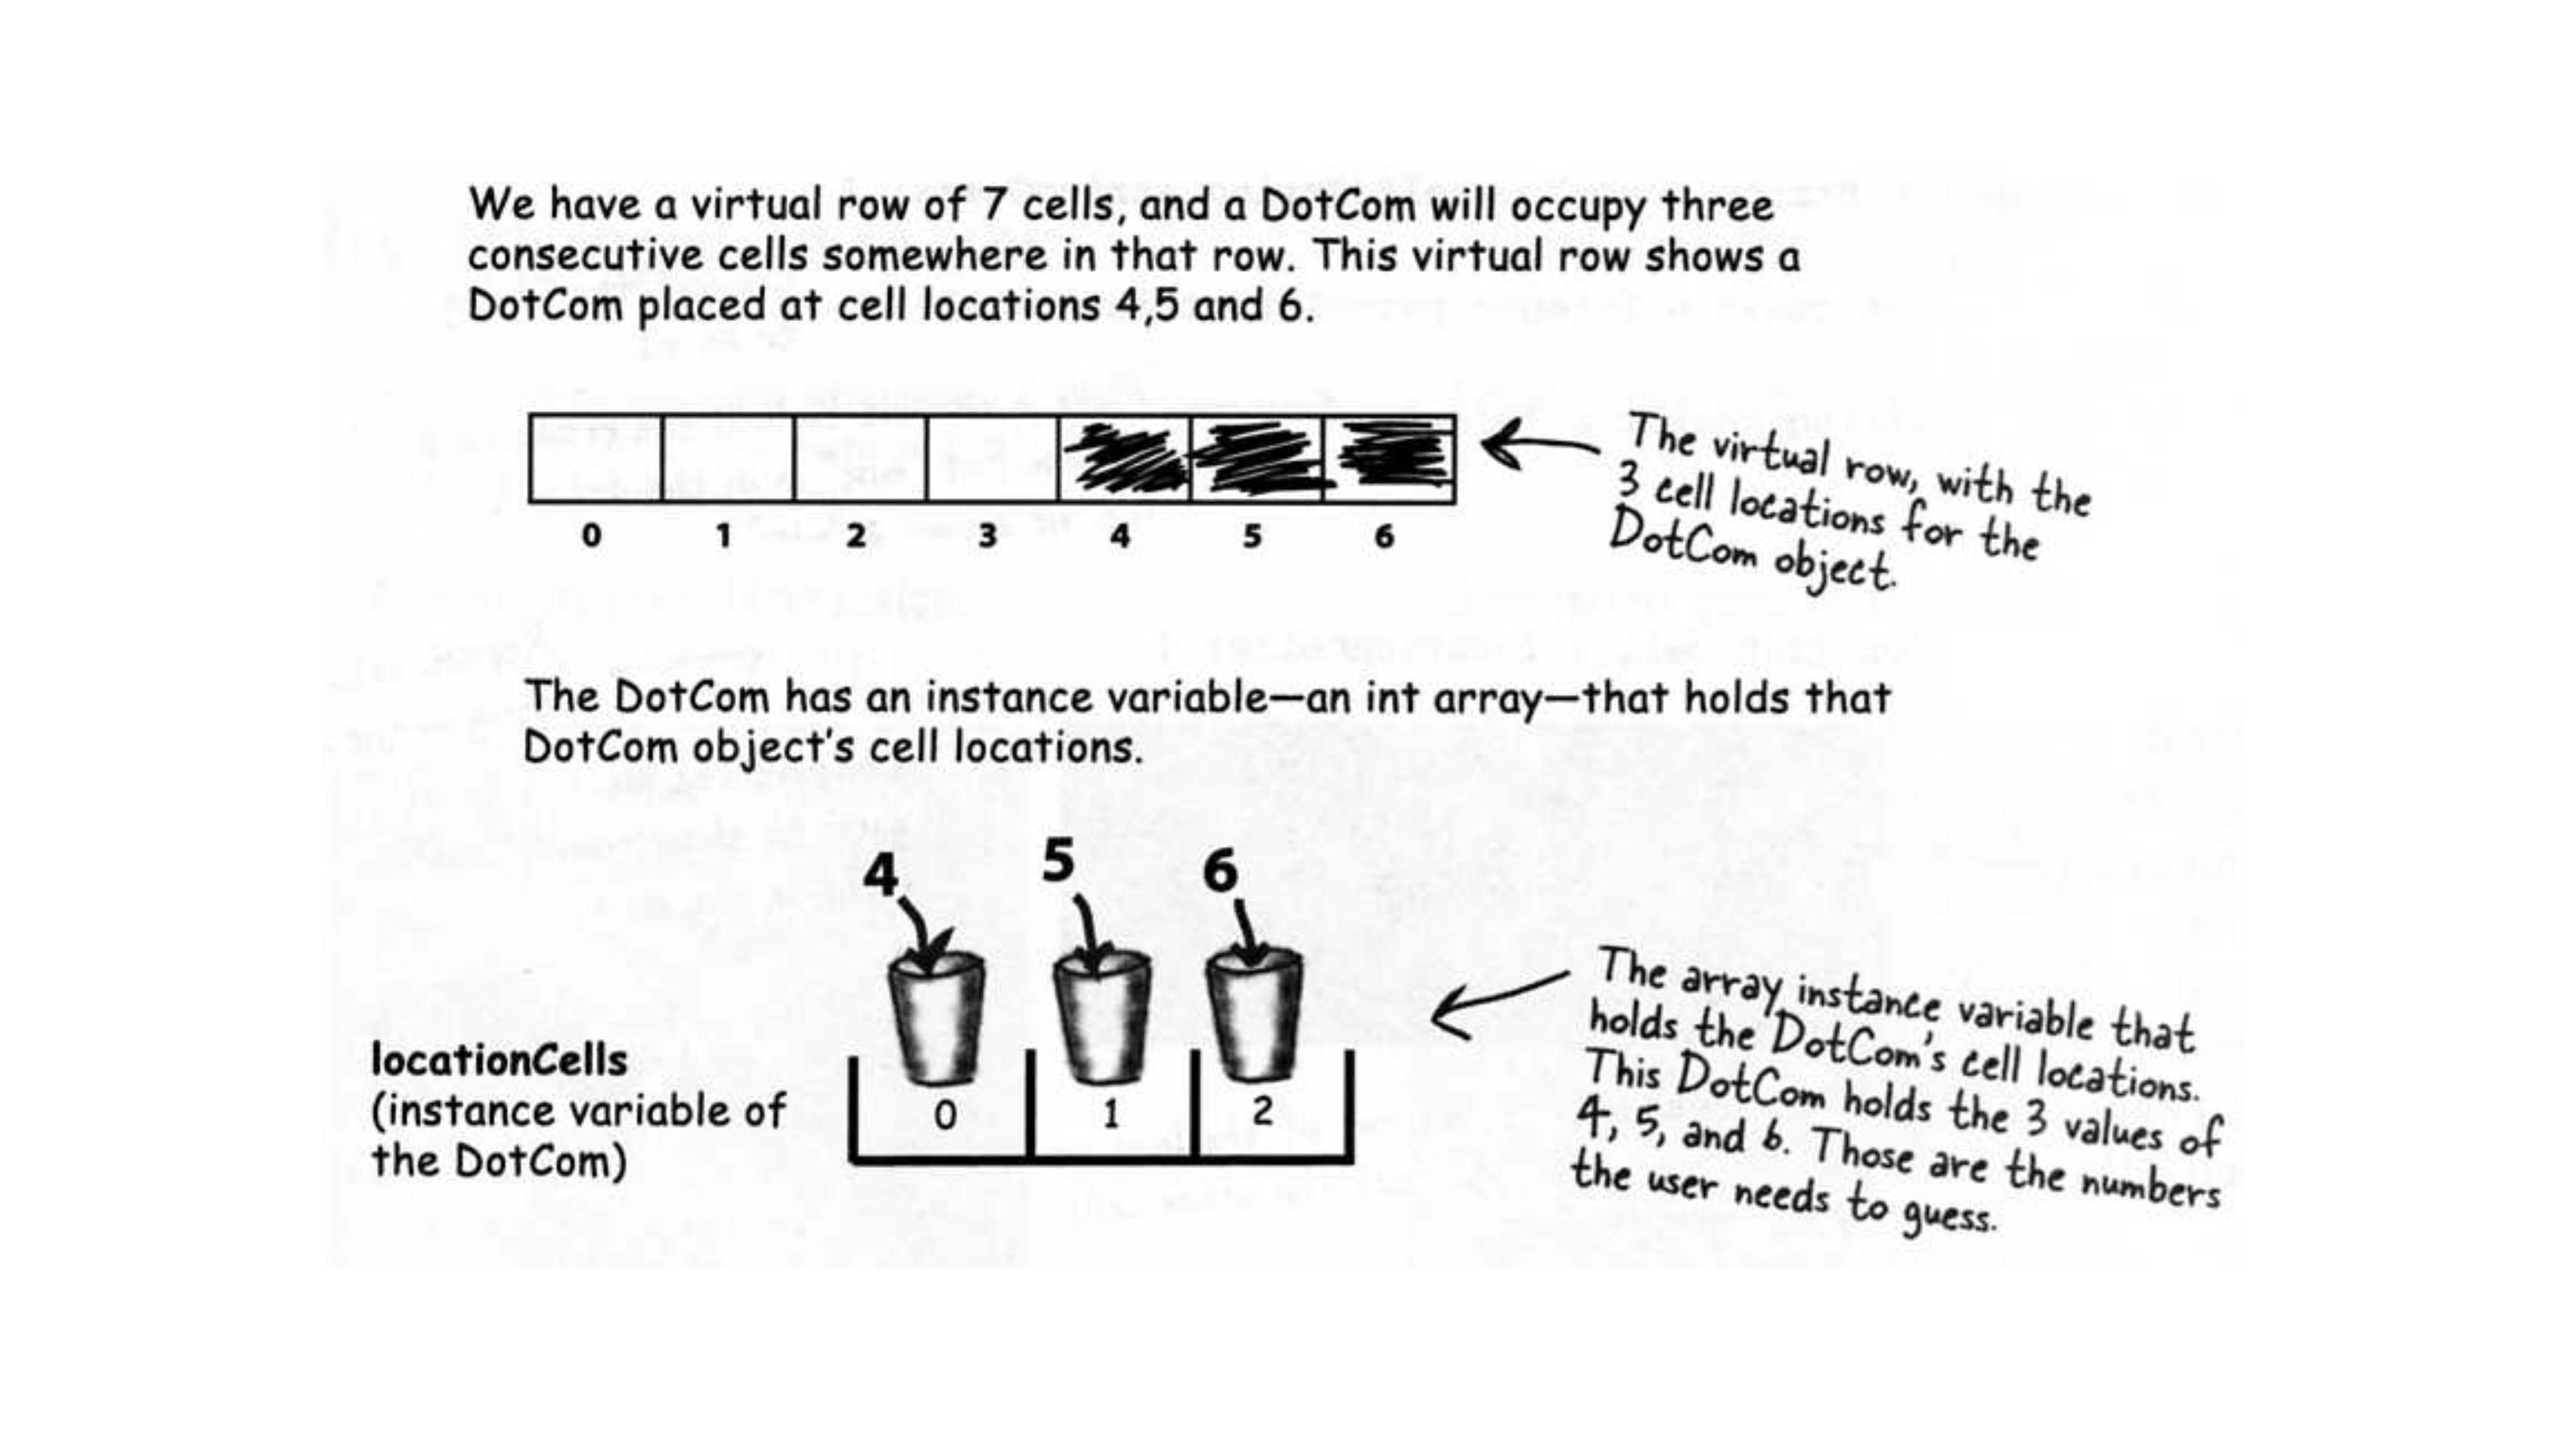 We have a virtual row of 7 cells, and a DotCom will occupy three
consecutive cells somewhere in that row. This virtual row shows a
DotCom placed at cell locations 4,5 and 6.
0 1 2 3 4 5 6
The virtual row, with the
3 cell locations for the
DotCom object.
The DotCom has an instance variable—an int array—that holds that
DotCom object's cell locations.
4 5 6
locationCells
(instance variable of
the DotCom)
0 1 2
The array instance variable that
holds the DotCom's cell locations.
This DotCom holds the 3 values of
4, 5, and 6. Those are the numbers
the user needs to guess.